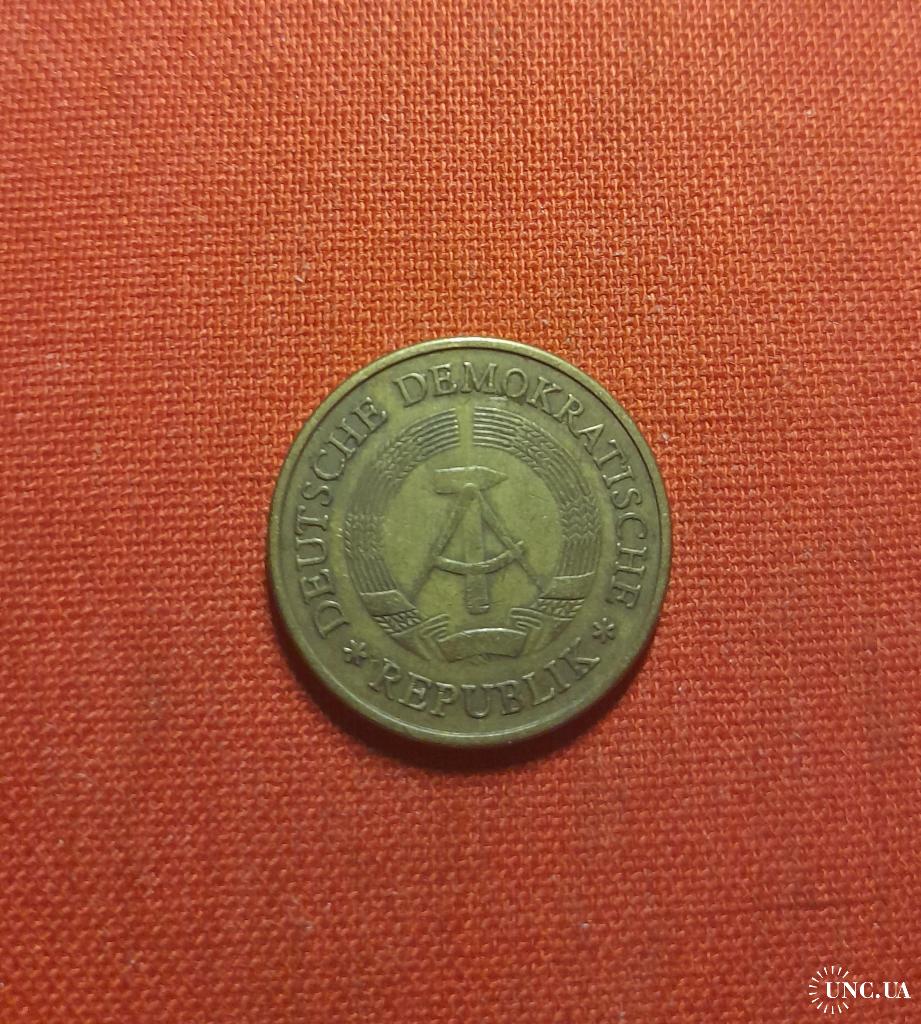 DEUTSCHE DEMOKRATISCHE
* REPUBLIK *
UNC.UA